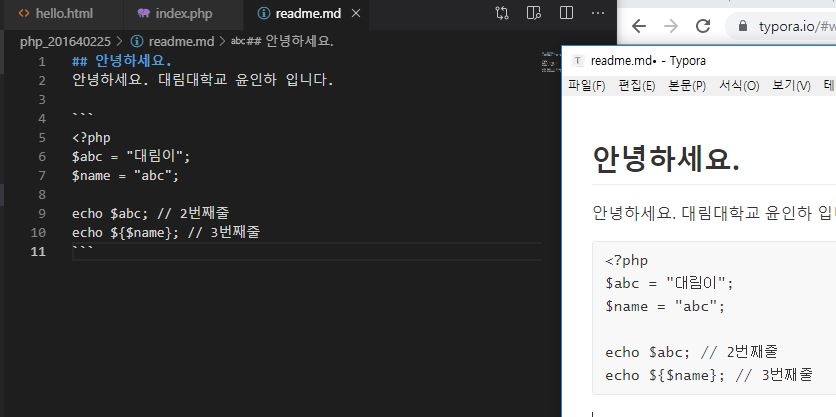 hello.html
index.php
readme.md
php_201640225 > readme.md > abc## 안녕하세요.
1 ## 안녕하세요.
2 안녕하세요. 대림대학교 윤인하 입니다.
3
4 ```
5 <?php
6 $abc = "대림이";
7 $name = "abc";
8
9 echo $abc; // 2번째줄
10 echo ${$name}; // 3번째줄
11 ```
typora.io/#w
T readme.md• - Typora
파일(F) 편집(E) 본문(P) 서식(O) 보기(V) 테
안녕하세요.
안녕하세요. 대림대학교 윤인하 입
<?php
$abc = "대림이";
$name = "abc";
echo $abc; // 2번째줄
echo ${$name}; // 3번째줄